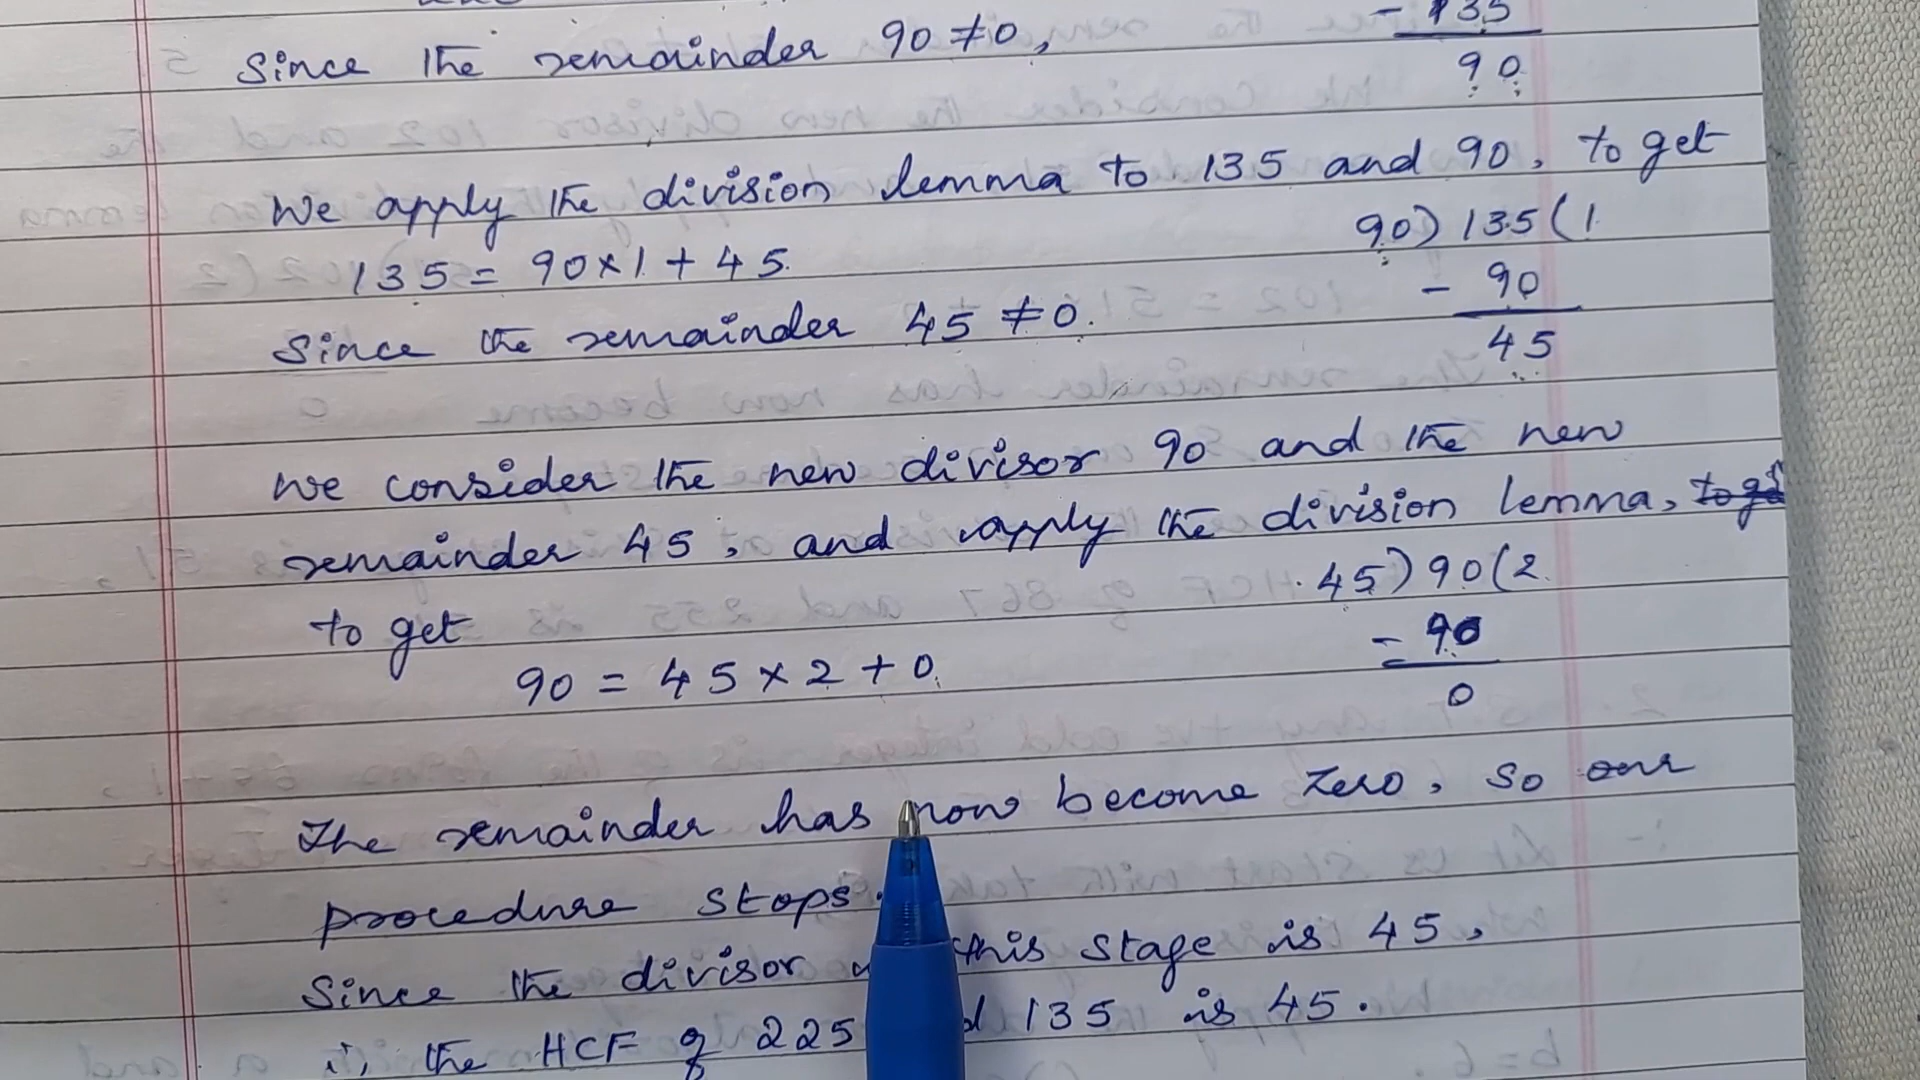 - 135
Since the remainder 90 ≠ 0,
90
We apply the division lemma to 135 and 90, to get
90) 135 (1
135 = 90 × 1 + 45.
- 90
Since the remainder 45 ≠ 0.
45
We consider the new divisor 90 and the new
remainder 45, and apply the division lemma,
45) 90 (2
to get
- 90
90 = 45 × 2 + 0.
0
The remainder has now become zero, so our
procedure stops.
Since the divisor this stage is 45,
the HCF of 225 135 is 45.